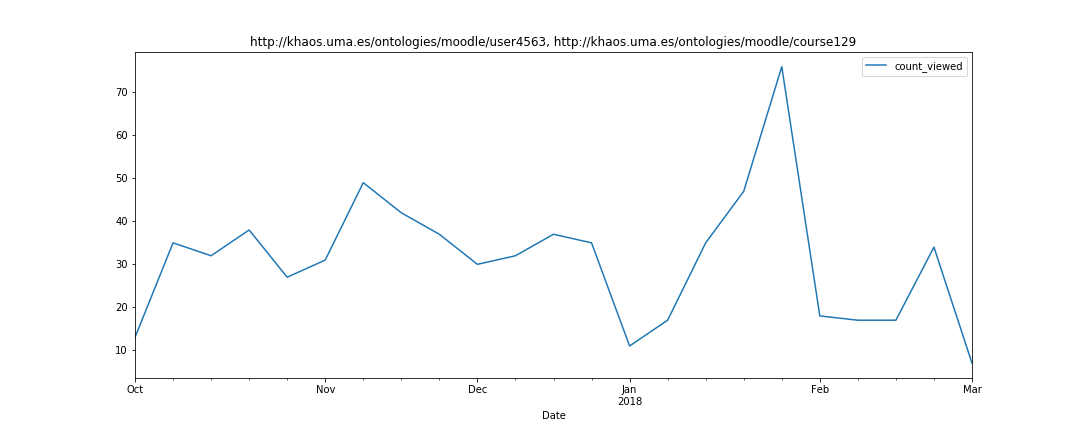 http://khaos.uma.es/ontologies/moodle/user4563, http://khaos.uma.es/ontologies/moodle/course129
count_viewed
70
60
50
40
30
20
10
Oct Nov Dec Jan Feb Mar
2018
Date